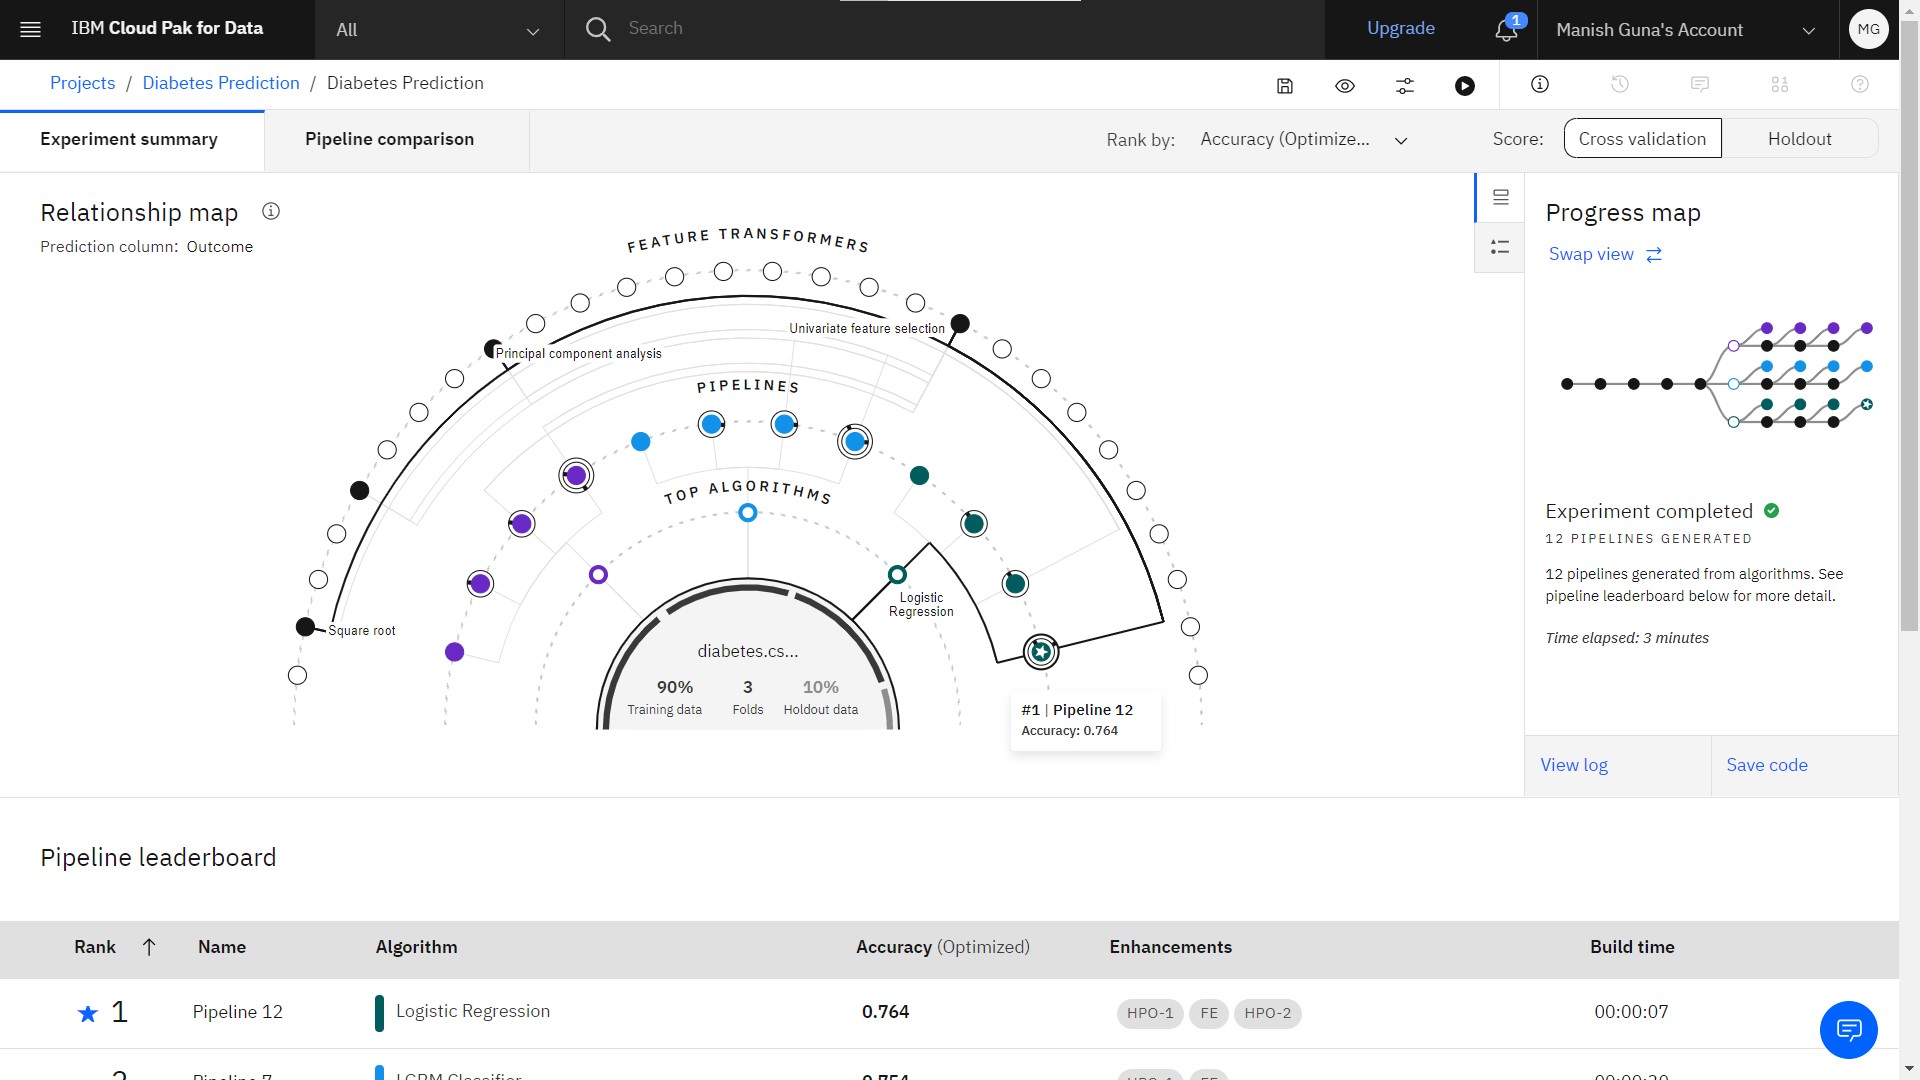 IBM Cloud Pak for Data
All
Search
Upgrade
1
Manish Guna's Account
MG
Projects / Diabetes Prediction / Diabetes Prediction
Experiment summary
Pipeline comparison
Rank by: Accuracy (Optimize...
Score: Cross validation Holdout
Relationship map
Prediction column: Outcome
FEATURE TRANSFORMERS
Univariate feature selection
Principal component analysis
PIPELINES
TOP ALGORITHMS
Logistic
Regression
Square root
diabetes.cs...
90% 3 10%
Training data Folds Holdout data
#1 | Pipeline 12
Accuracy: 0.764
Progress map
Swap view
Experiment completed
12 PIPELINES GENERATED
12 pipelines generated from algorithms. See
pipeline leaderboard below for more detail.
Time elapsed: 3 minutes
View log
Save code
Pipeline leaderboard
Rank Name Algorithm Accuracy (Optimized) Enhancements Build time
1 Pipeline 12 Logistic Regression 0.764 HPO-1 FE HPO-2 00:00:07